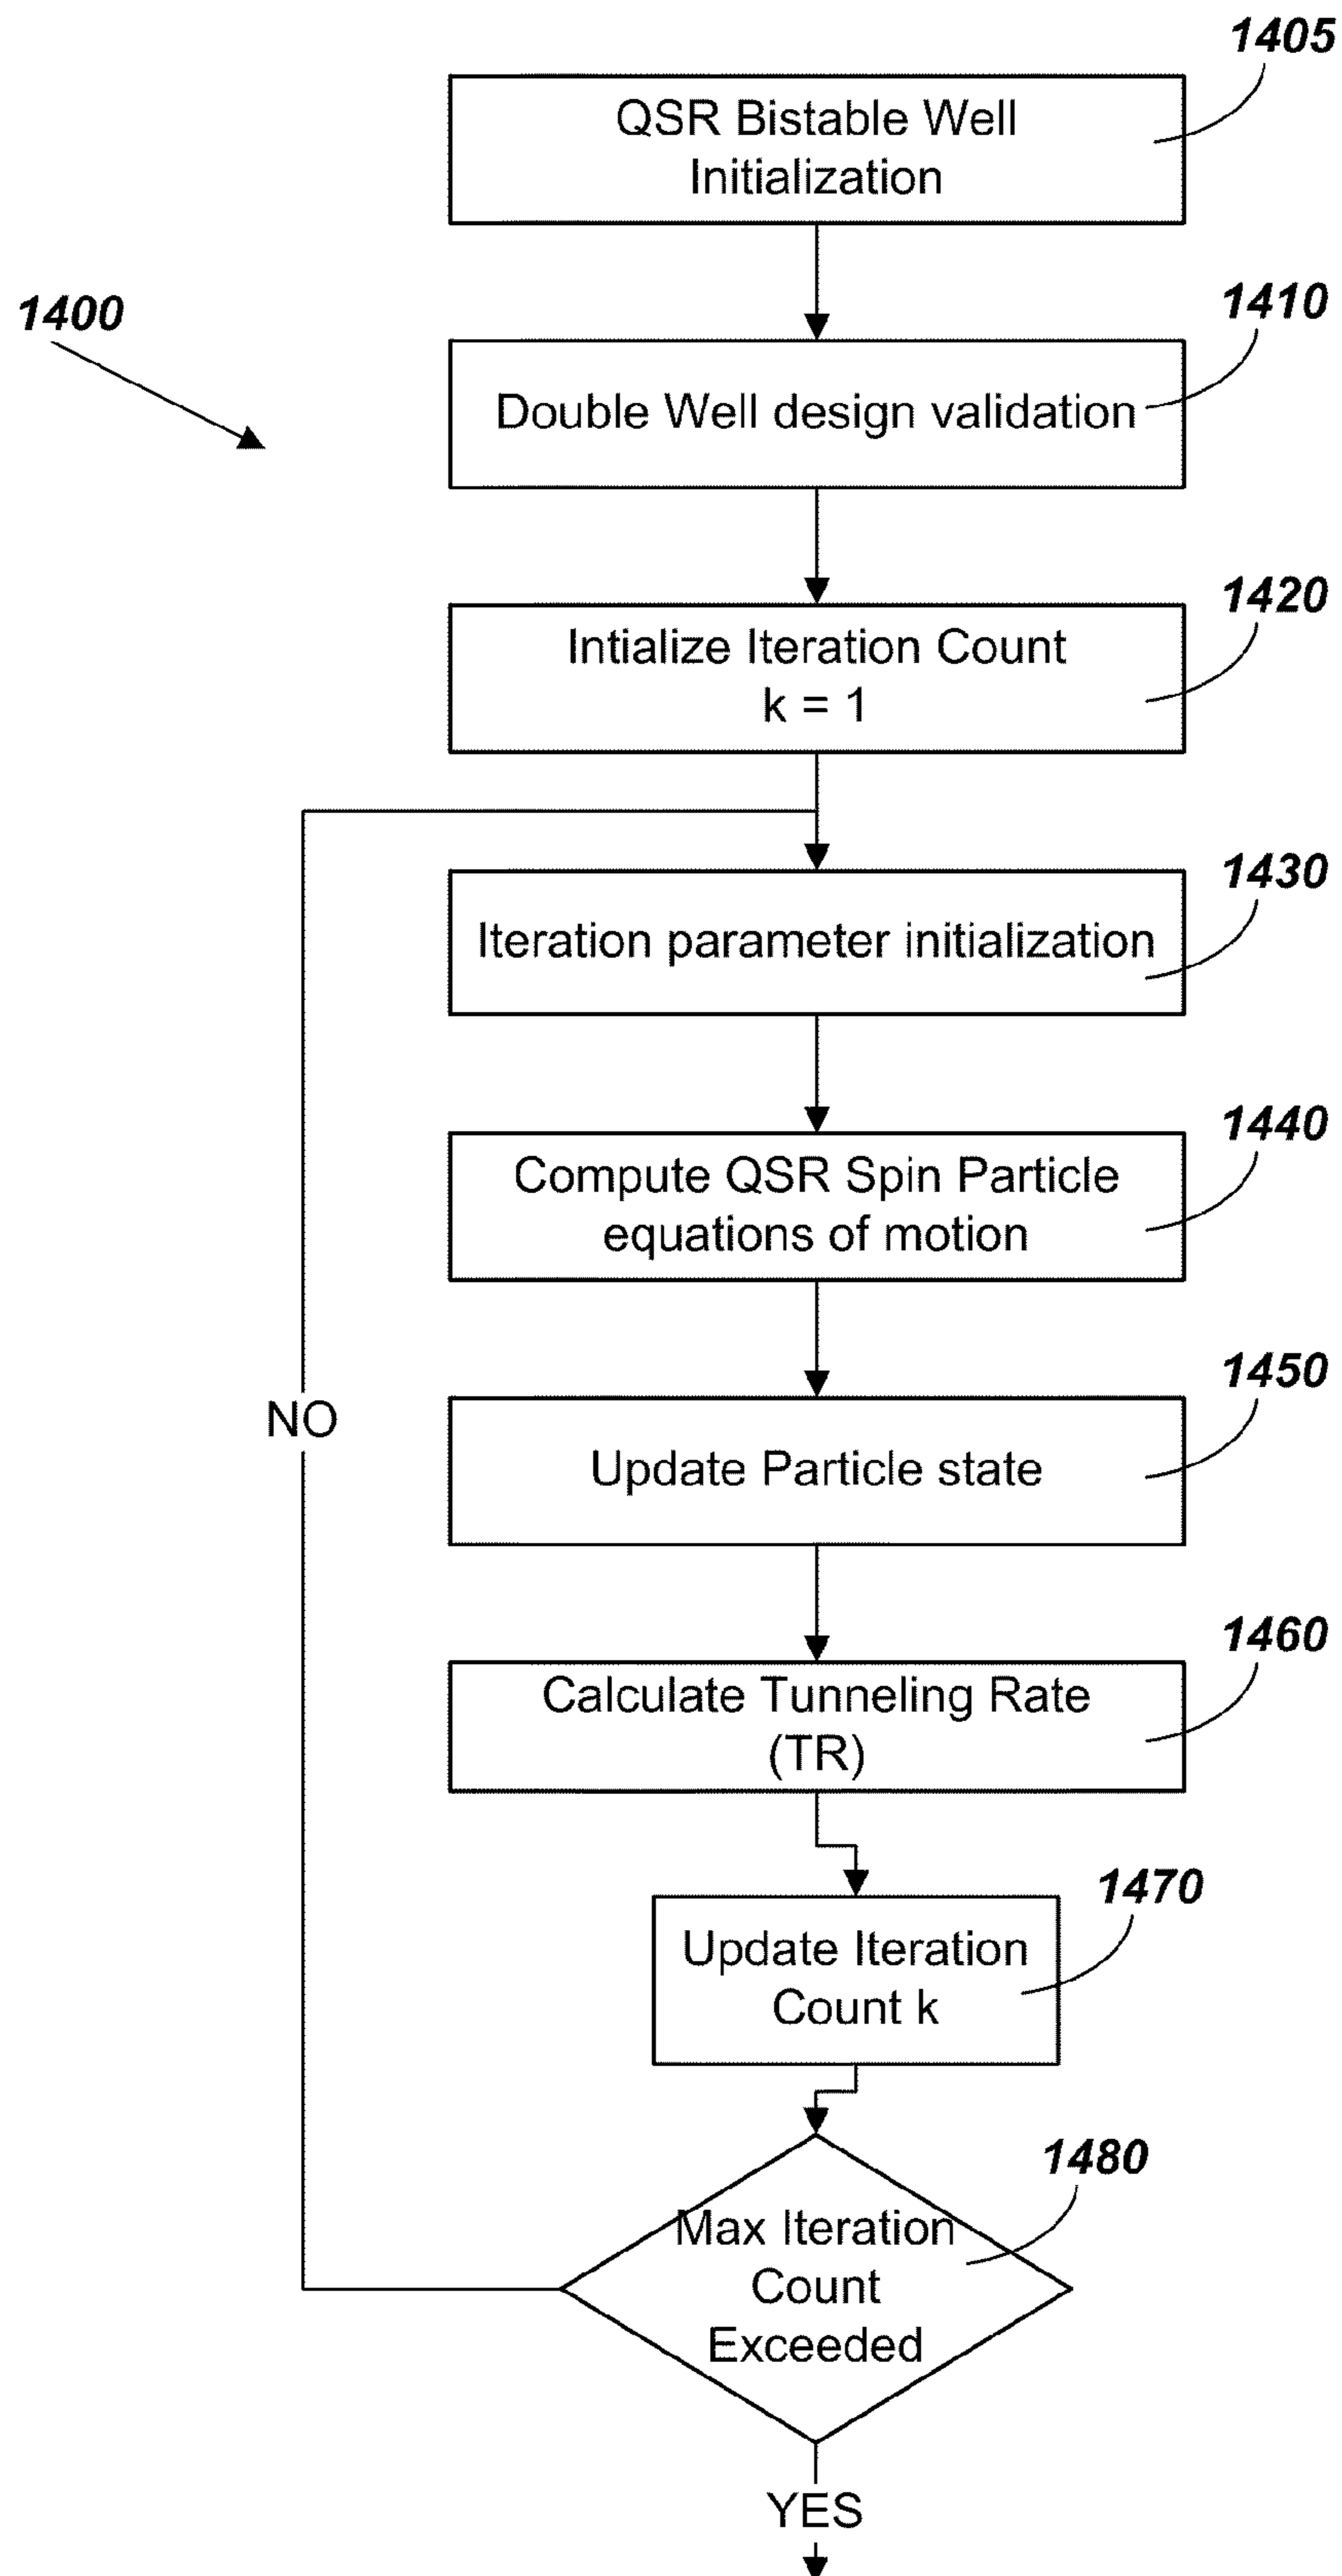 1405
QSR Bistable Well
Initialization
1400
1410
Double Well design validation
1420
Intialize Iteration Count
k = 1
1430
Iteration parameter initialization
1440
Compute QSR Spin Particle
equations of motion
NO
1450
Update Particle state
1460
Calculate Tunneling Rate
(TR)
1470
Update Iteration
Count k
1480
Max Iteration
Count
Exceeded
YES